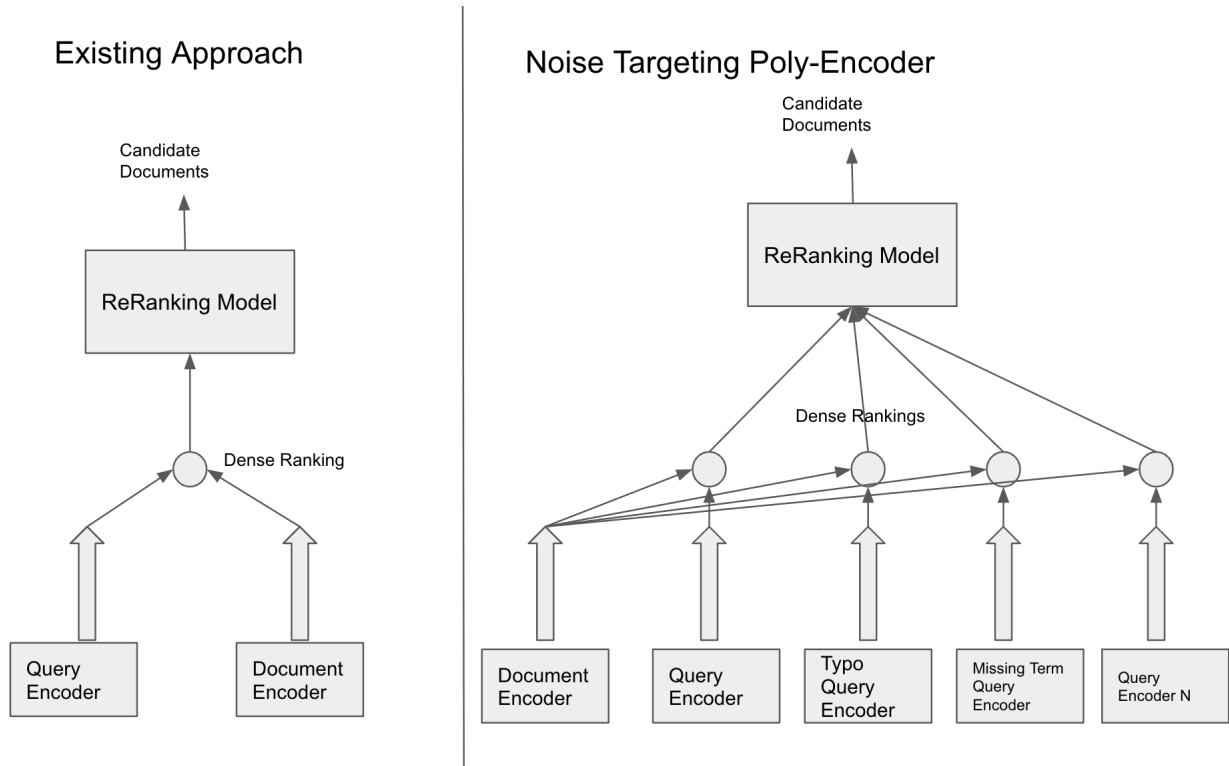 Existing Approach
Candidate
Documents
ReRanking Model
Dense Ranking
Query
Encoder
Document
Encoder
Noise Targeting Poly-Encoder
Candidate
Documents
ReRanking Model
Dense Rankings
Document
Encoder
Query
Encoder
Typo
Query
Encoder
Missing Term
Query
Encoder
Query
Encoder N